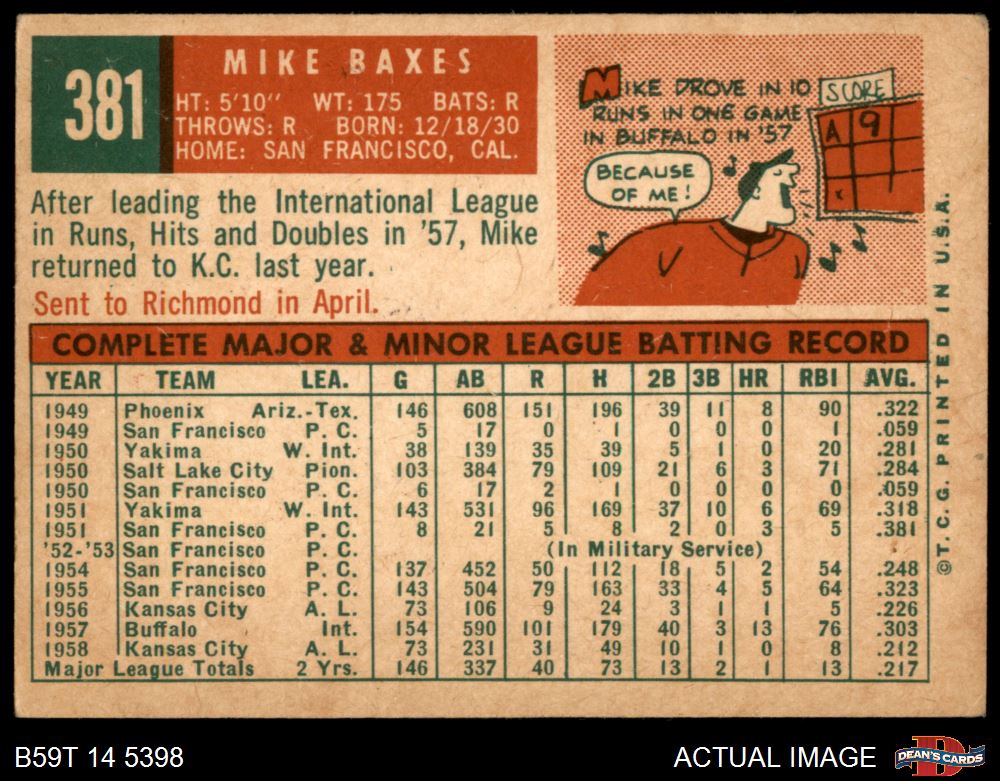 381
MIKE BAXES
HT: 5'10" WT: 175 BATS: R
THROWS: R BORN: 12/18/30
HOME: SAN FRANCISCO, CAL.
After leading the International League
in Runs, Hits and Doubles in '57, Mike
returned to K.C. last year.
Sent to Richmond in April.
MIKE DROVE IN 10
RUNS IN ONE GAME
IN BUFFALO IN '57
SCORE
A 9
BECAUSE
OF ME!
COMPLETE MAJOR & MINOR LEAGUE BATTING RECORD
YEAR TEAM LEA. G AB R H 2B 3B HR RBI AVG.
1949 Phoenix Ariz.-Tex. 146 608 151 196 39 11 8 90 .322
1949 San Francisco P. C. 5 17 0 1 0 0 0 1 .059
1950 Yakima W. Int. 38 139 35 39 5 1 0 20 .281
1950 Salt Lake City Pion. 103 384 79 109 21 6 3 71 .284
1950 San Francisco P. C. 6 17 2 1 0 0 0 0 .059
1951 Yakima W. Int. 143 531 96 169 37 10 6 69 .318
1951 San Francisco P. C. 8 21 5 8 2 0 3 5 .381
'52-'53 San Francisco P. C. (In Military Service)
1954 San Francisco P. C. 137 452 50 112 18 5 2 54 .248
1955 San Francisco P. C. 143 504 79 163 33 4 5 64 .323
1956 Kansas City A. L. 73 106 9 24 3 1 1 5 .226
1957 Buffalo Int. 154 590 101 179 40 3 13 76 .303
1958 Kansas City A. L. 73 231 31 49 10 1 0 8 .212
Major League Totals 2 Yrs. 146 337 40 73 13 2 1 13 .217
©T. C. G. PRINTED IN U.S.A.
B59T 14 5398
ACTUAL IMAGE
D
DEAN'S CARDS